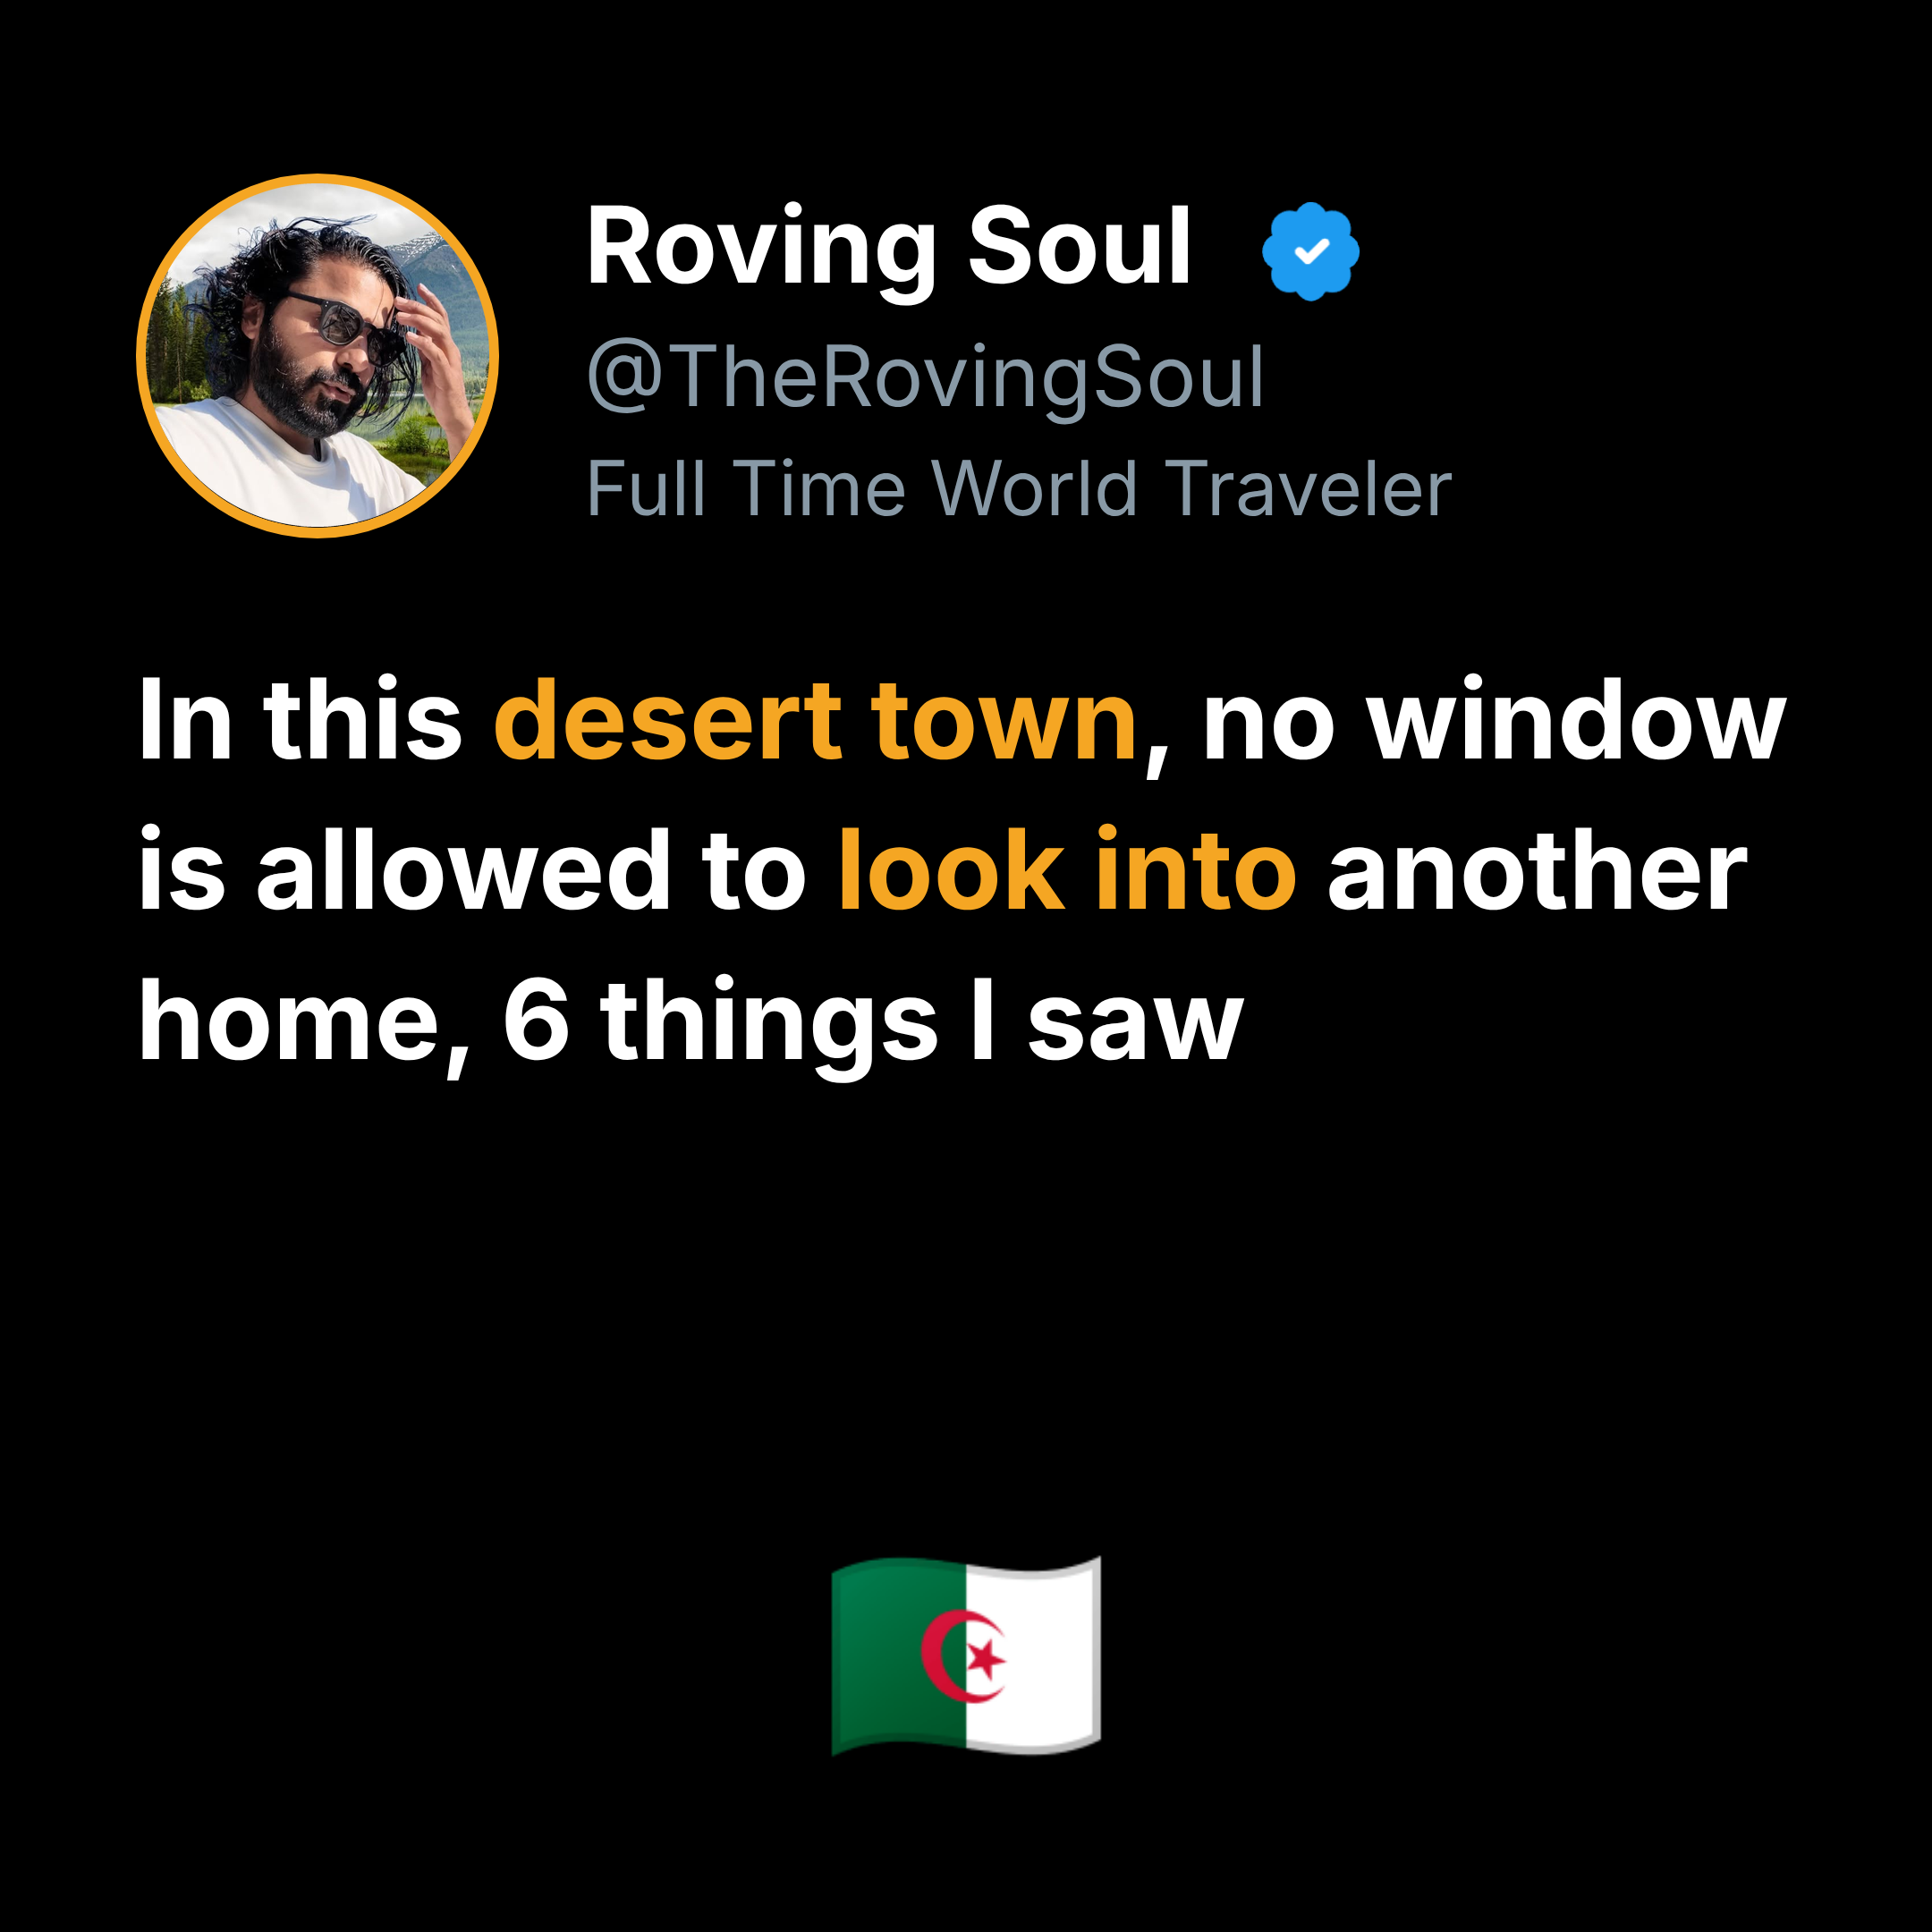 Roving Soul
@TheRovingSoul
Full Time World Traveler
In this desert town, no window
is allowed to look into another
home, 6 things I saw